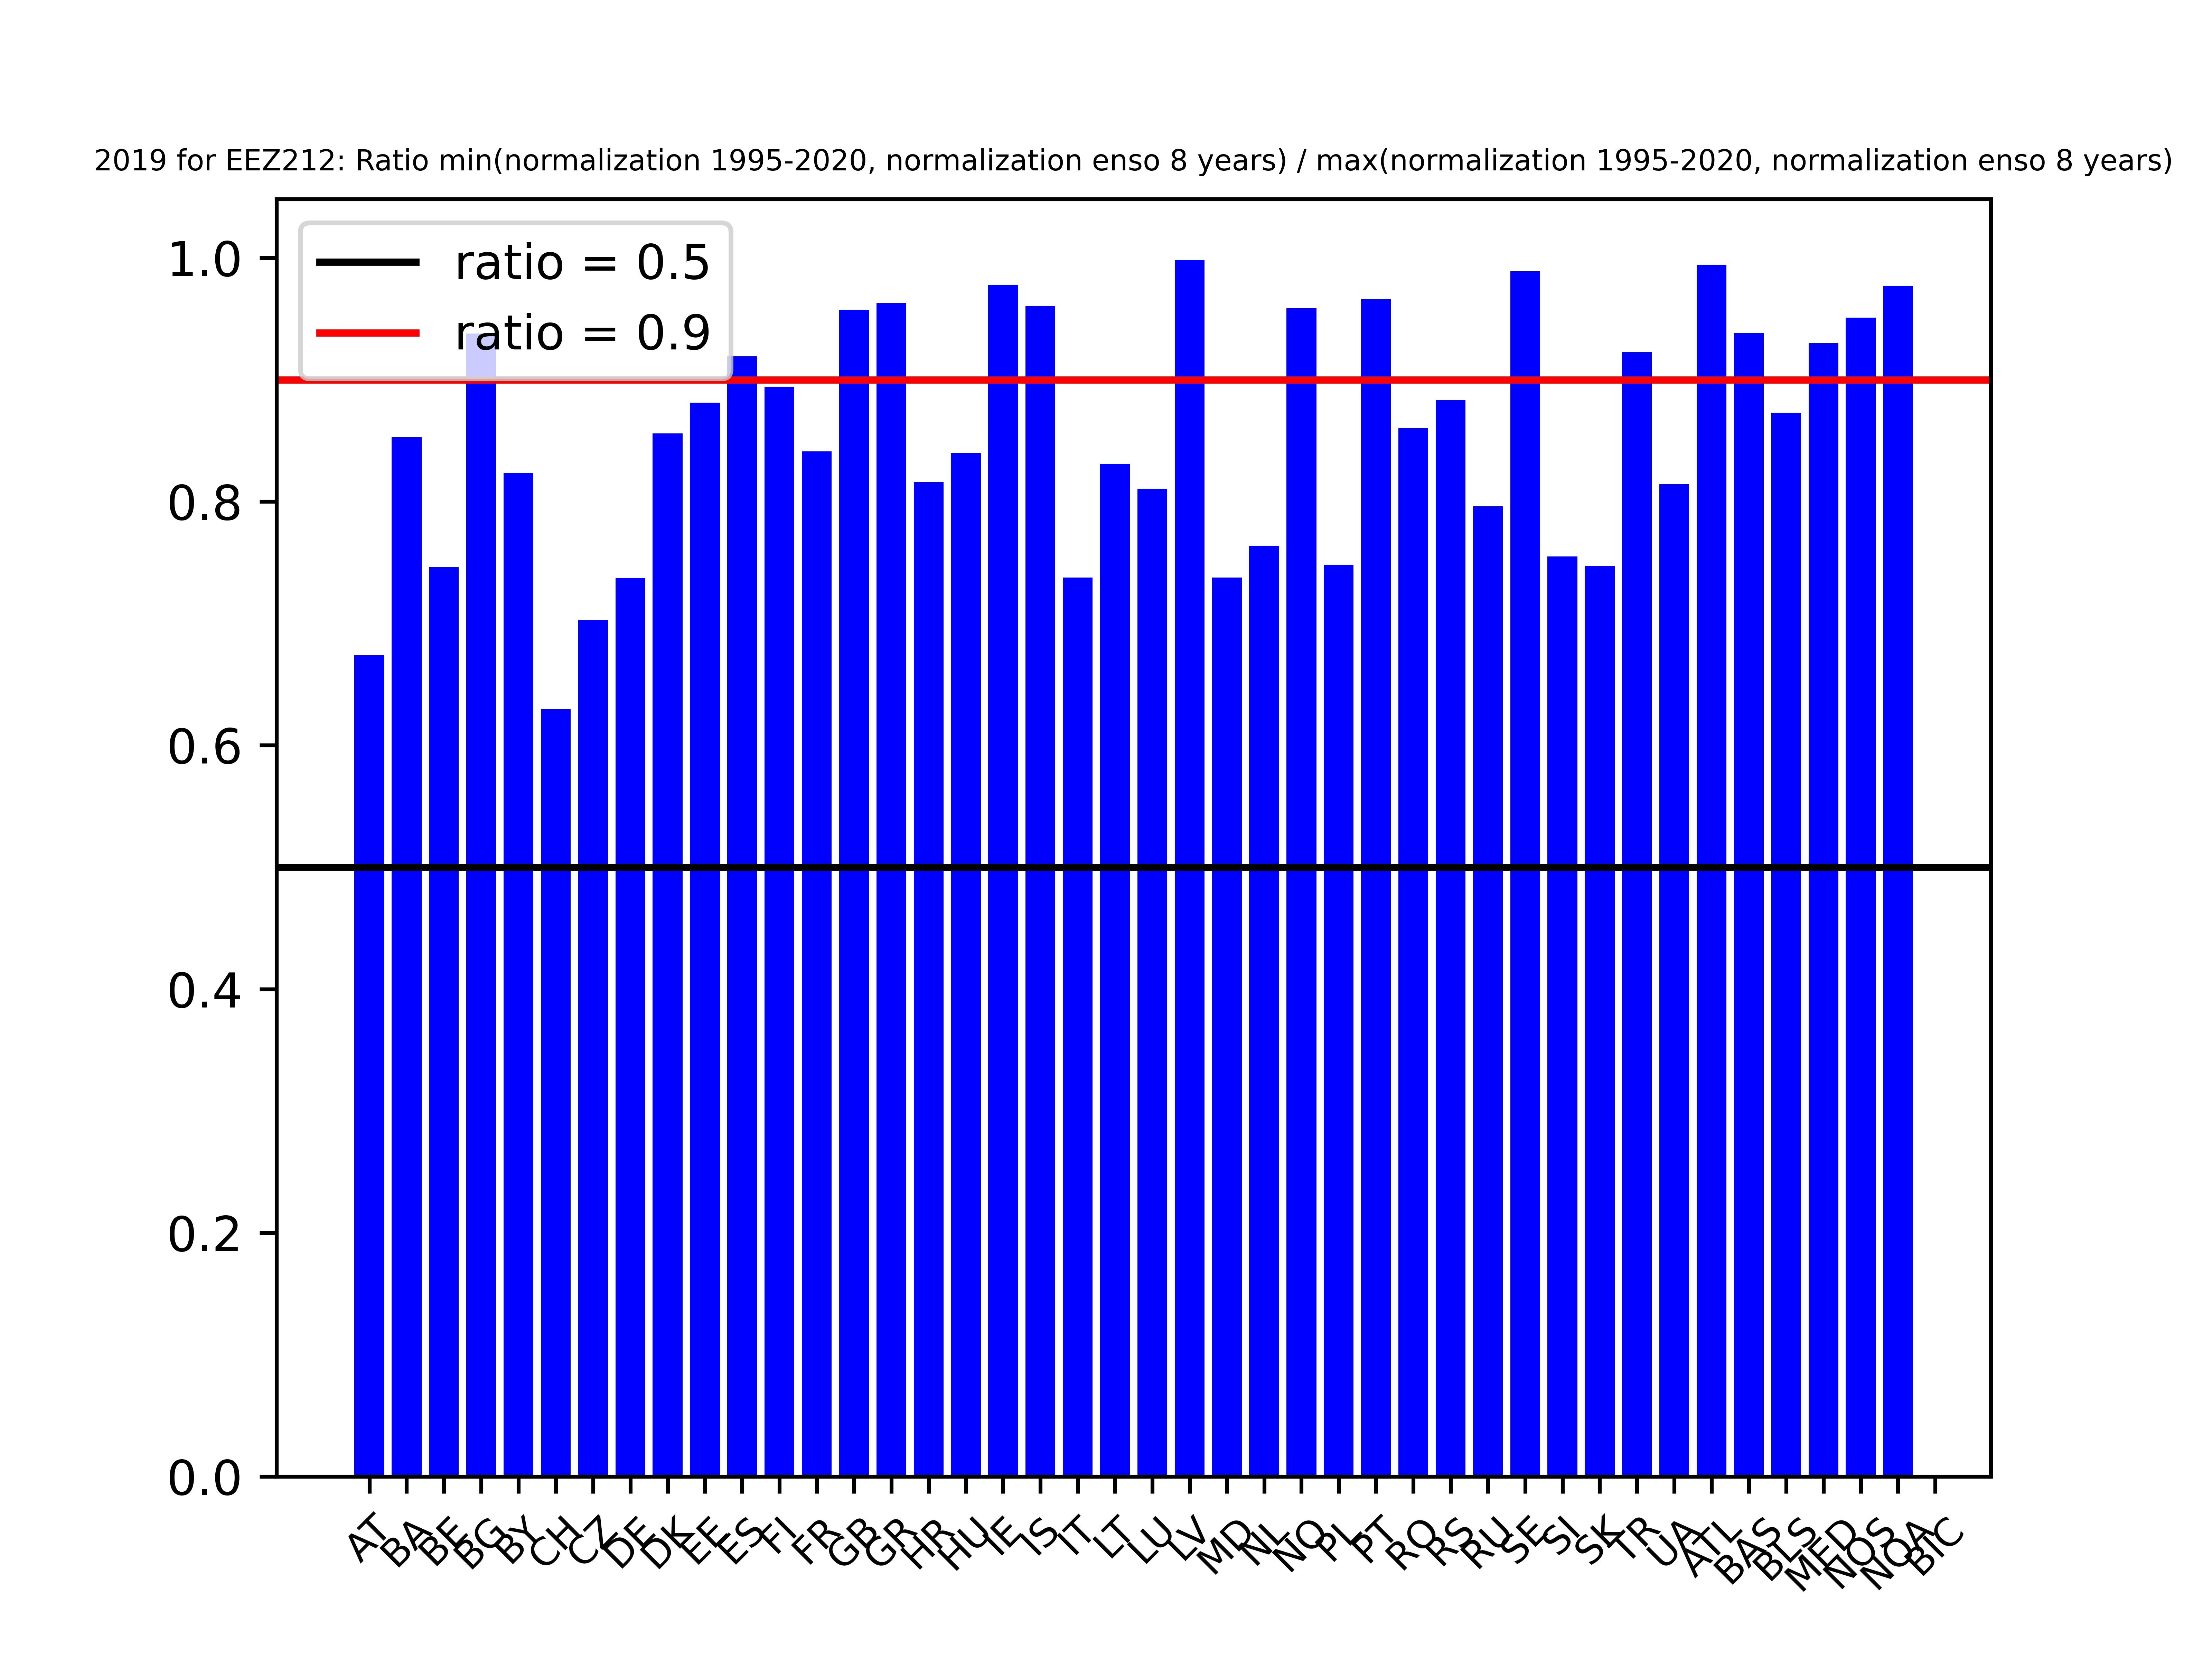 2019 for EEZ212: Ratio min(normalization 1995-2020, normalization enso 8 years) / max(normalization 1995-2020, normalization enso 8 years)
ratio = 0.5
ratio = 0.9
1.0
0.8
0.6
0.4
0.2
0.0
AT BA BE BG BY CH CZ DE DK EE ES FI FR GB GR HR HU IE IS IT LT LU LV MD NL NO PL PT RO RS RU SE SI SK TR UA ATL BAS BLS MED NOS NOA BIC